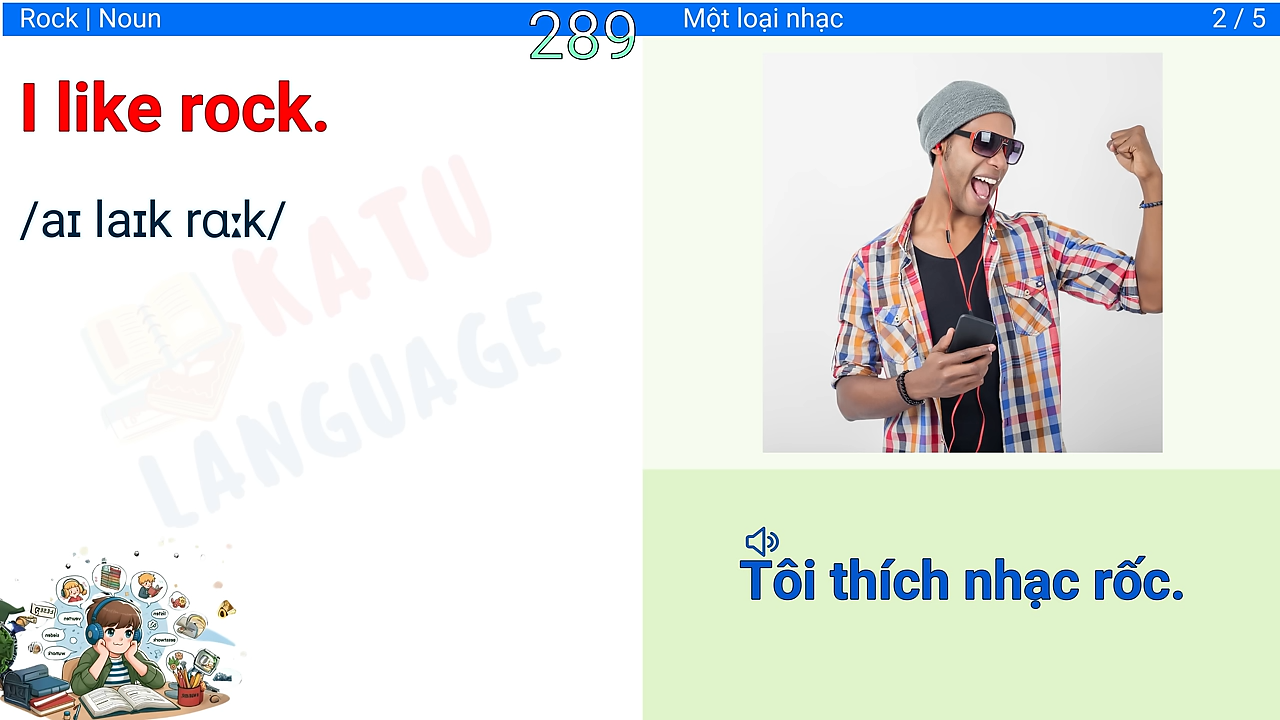 Rock | Noun
289
Một loại nhạc
2 / 5
I like rock.
/aɪ laɪk rɑːk/
KATU
LANGUAGE
Tôi thích nhạc rốc.